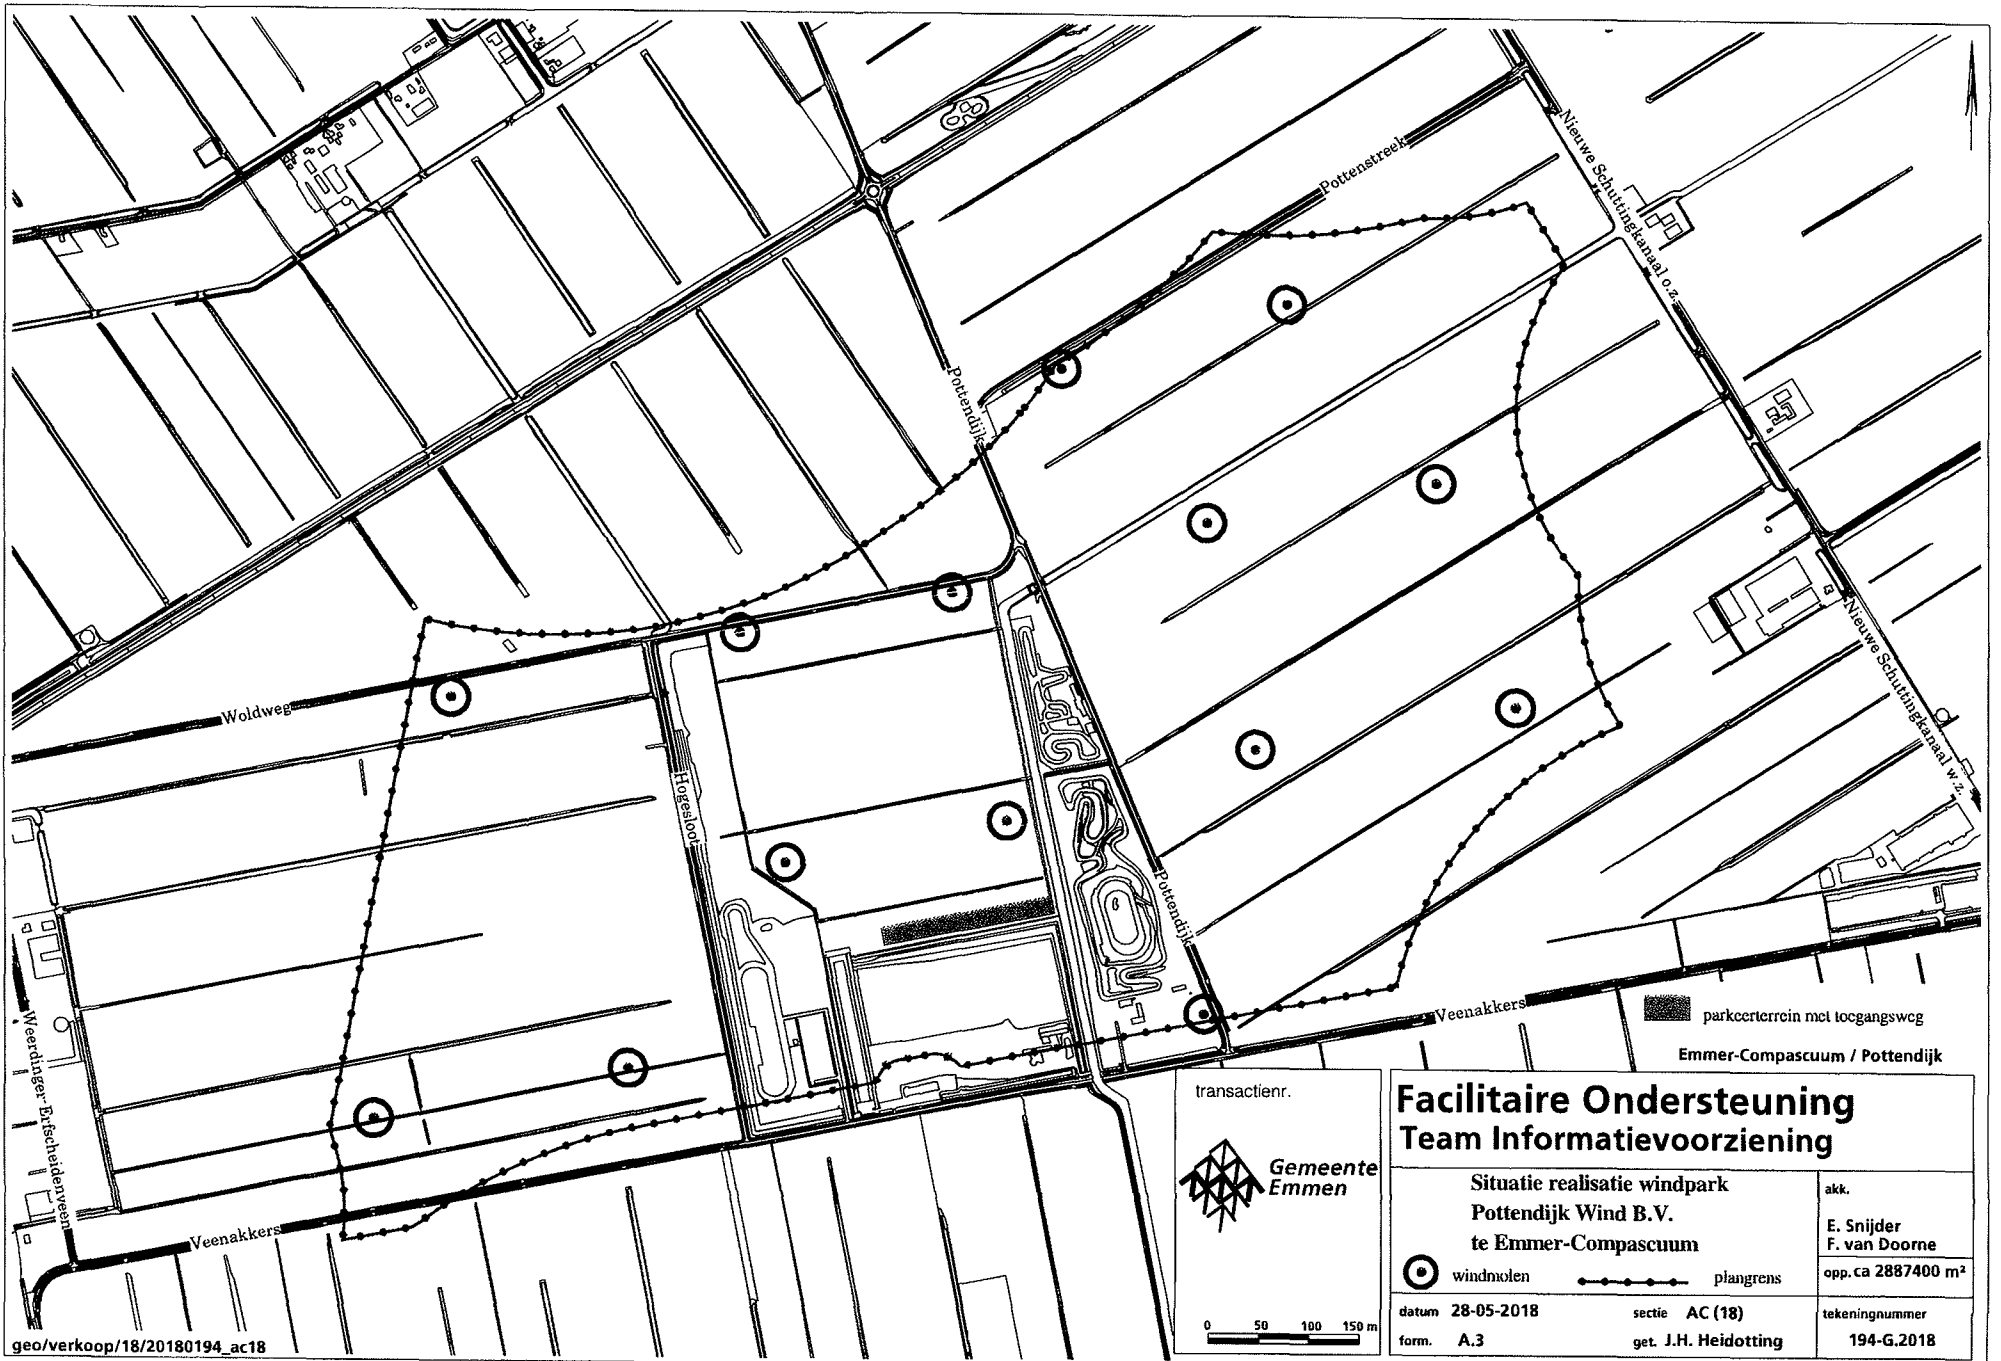 Nieuwe Schuttingkanaal o.z.
Pottenstreek
Pottendijk
Woldweg
Hogesloot
Nieuwe Schuttingkanaal w.z.
Pottendijk
Veenakkers
Weerdinger-Erfscheidenveen
Veenakkers
parkeerterrein met toegangsweg
Emmer-Compascuum / Pottendijk
transactienr.
Gemeente
Emmen
0 50 100 150 m
Facilitaire Ondersteuning
Team Informatievoorziening
Situatie realisatie windpark
Pottendijk Wind B.V.
te Emmer-Compascuum
windmolen
plangrens
akk.
E. Snijder
F. van Doorne
opp. ca 2887400 m²
datum 28-05-2018
sectie AC (18)
tekeningnummer
form. A.3
get. J.H. Heidotting
194-G.2018
geo/verkoop/18/20180194_ac18